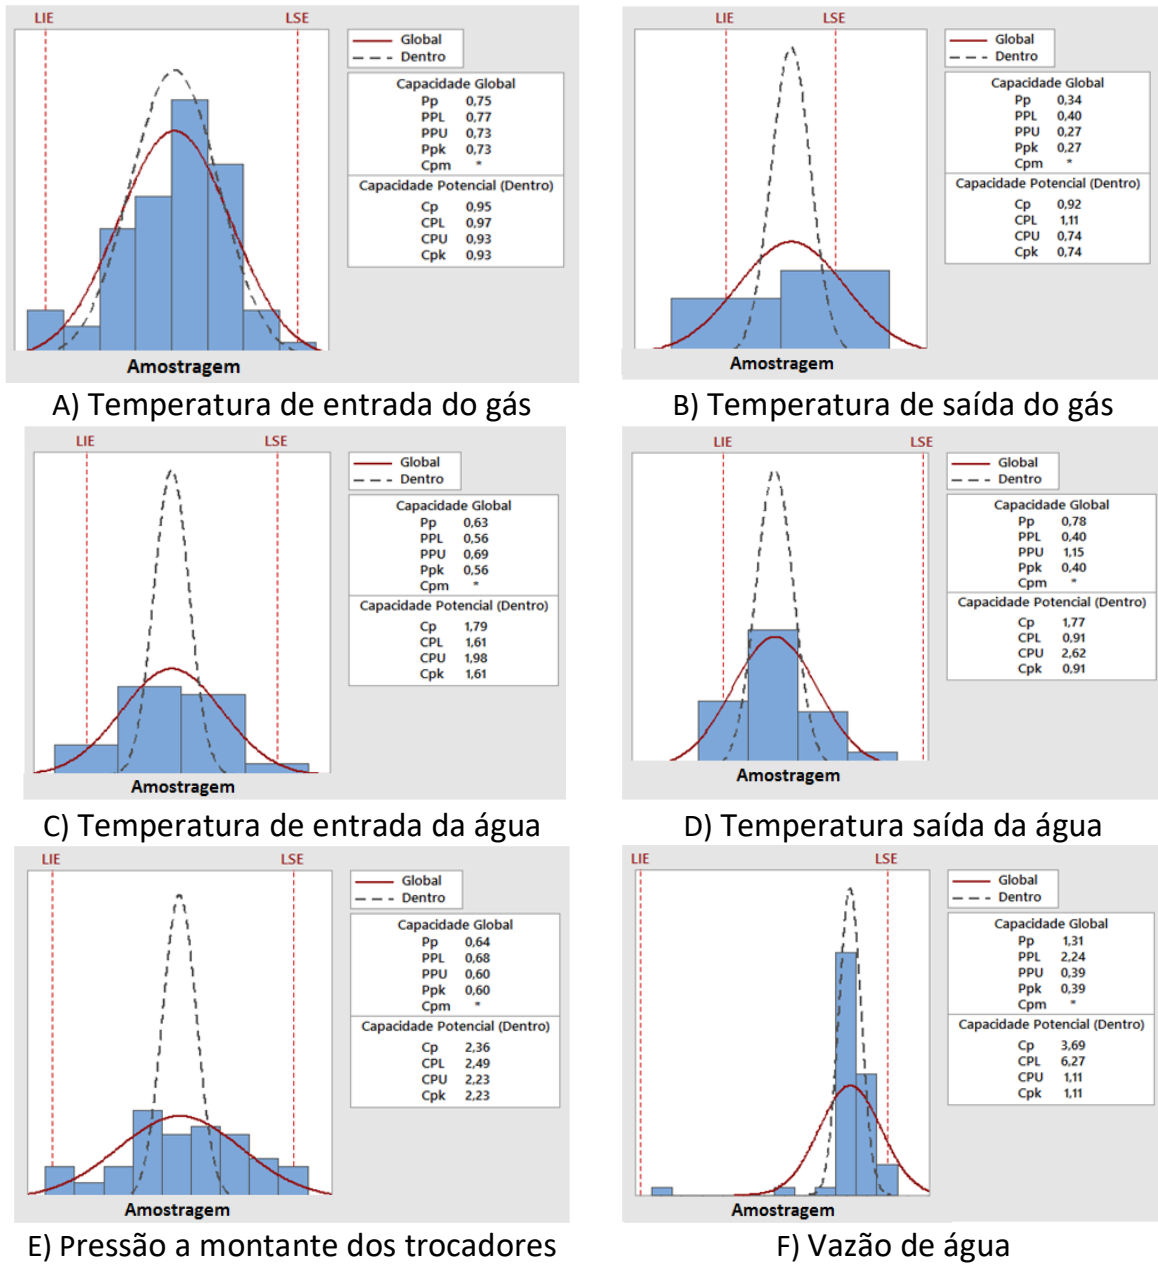 LIE LSE
Global
Dentro
Capacidade Global
Pp 0,75
PPL 0,77
PPU 0,73
Ppk 0,73
Cpm *
Capacidade Potencial (Dentro)
Cp 0,95
CPL 0,97
CPU 0,93
Cpk 0,93
Amostragem
A) Temperatura de entrada do gás
LIE LSE
Global
Dentro
Capacidade Global
Pp 0,34
PPL 0,40
PPU 0,27
Ppk 0,27
Cpm *
Capacidade Potencial (Dentro)
Cp 0,92
CPL 1,11
CPU 0,74
Cpk 0,74
Amostragem
B) Temperatura de saída do gás
LIE LSE
Global
Dentro
Capacidade Global
Pp 0,63
PPL 0,56
PPU 0,69
Ppk 0,56
Cpm *
Capacidade Potencial (Dentro)
Cp 1,79
CPL 1,61
CPU 1,98
Cpk 1,61
Amostragem
C) Temperatura de entrada da água
LIE LSE
Global
Dentro
Capacidade Global
Pp 0,78
PPL 0,40
PPU 1,15
Ppk 0,40
Cpm *
Capacidade Potencial (Dentro)
Cp 1,77
CPL 0,91
CPU 2,62
Cpk 0,91
Amostragem
D) Temperatura saída da água
LIE LSE
Global
Dentro
Capacidade Global
Pp 0,64
PPL 0,68
PPU 0,60
Ppk 0,60
Cpm *
Capacidade Potencial (Dentro)
Cp 2,36
CPL 2,49
CPU 2,23
Cpk 2,23
Amostragem
E) Pressão a montante dos trocadores
LIE LSE
Global
Dentro
Capacidade Global
Pp 1,31
PPL 2,24
PPU 0,39
Ppk 0,39
Cpm *
Capacidade Potencial (Dentro)
Cp 3,69
CPL 6,27
CPU 1,11
Cpk 1,11
Amostragem
F) Vazão de água